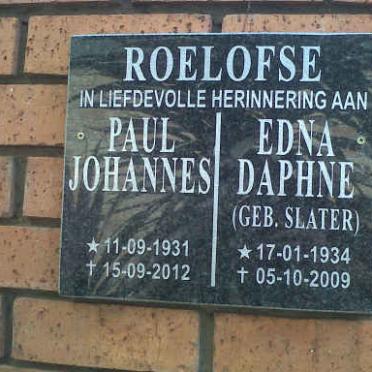 ROELOFSE
IN LIEFDEVOLLE HERINNERING AAN
PAUL
JOHANNES
★ 11-09-1931
✝ 15-09-2012
EDNA
DAPHNE
(GEB. SLATER)
★ 17-01-1934
✝ 05-10-2009